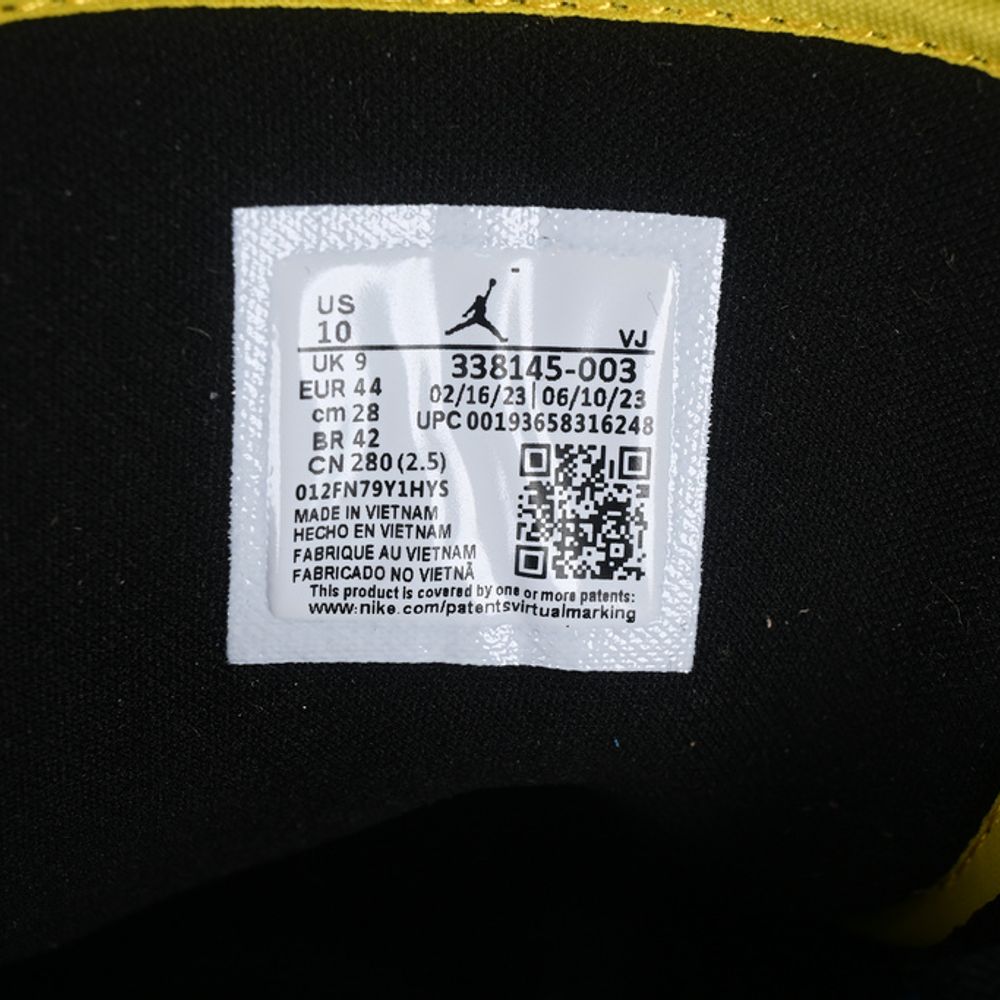 US
10
VJ
UK 9
338145-003
EUR 44
02/16/23 | 06/10/23
cm 28
UPC 00193658316248
BR 42
CN 280 (2.5)
012FN79Y1HYS
MADE IN VIETNAM
HECHO EN VIETNAM
FABRIQUE AU VIETNAM
FABRICADO NO VIETNÃ
This product is covered by one or more patents:
www.nike.com/patentsvirtualmarking